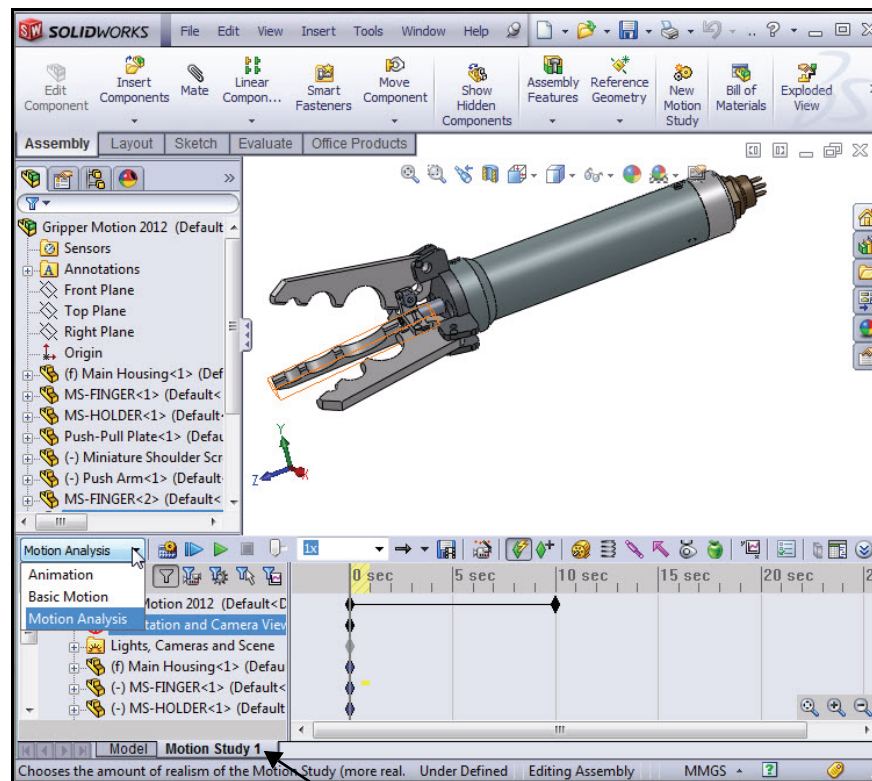 SOLIDWORKS File Edit View Insert Tools Window Help
Edit Component
Insert Components
Mate
Linear Compon...
Smart Fasteners
Move Component
Show Hidden Components
Assembly Features
Reference Geometry
New Motion Study
Bill of Materials
Exploded View
Assembly Layout Sketch Evaluate Office Products
Gripper Motion 2012 (Default
Sensors
A Annotations
Front Plane
Top Plane
Right Plane
Origin
(f) Main Housing<1> (Def
MS-FINGER<1> (Default<
MS-HOLDER<1> (Default<
Push-Pull Plate<1> (Defau
(-) Miniature Shoulder Scr
(-) Push Arm<1> (Default
MS-FINGER<2> (Default<
Y
Z
X
Motion Analysis 1x
Animation
Basic Motion
Motion Analysis
0 sec 5 sec 10 sec 15 sec 20 sec 2
Motion 2012 (Default<D
tation and Camera View
Lights, Cameras and Scene
(f) Main Housing<1> (Defau
(-) MS-FINGER<1> (Default<
(-) MS-HOLDER<1> (Default
Model Motion Study 1
Chooses the amount of realism of the Motion Study (more real. Under Defined Editing Assembly MMGS